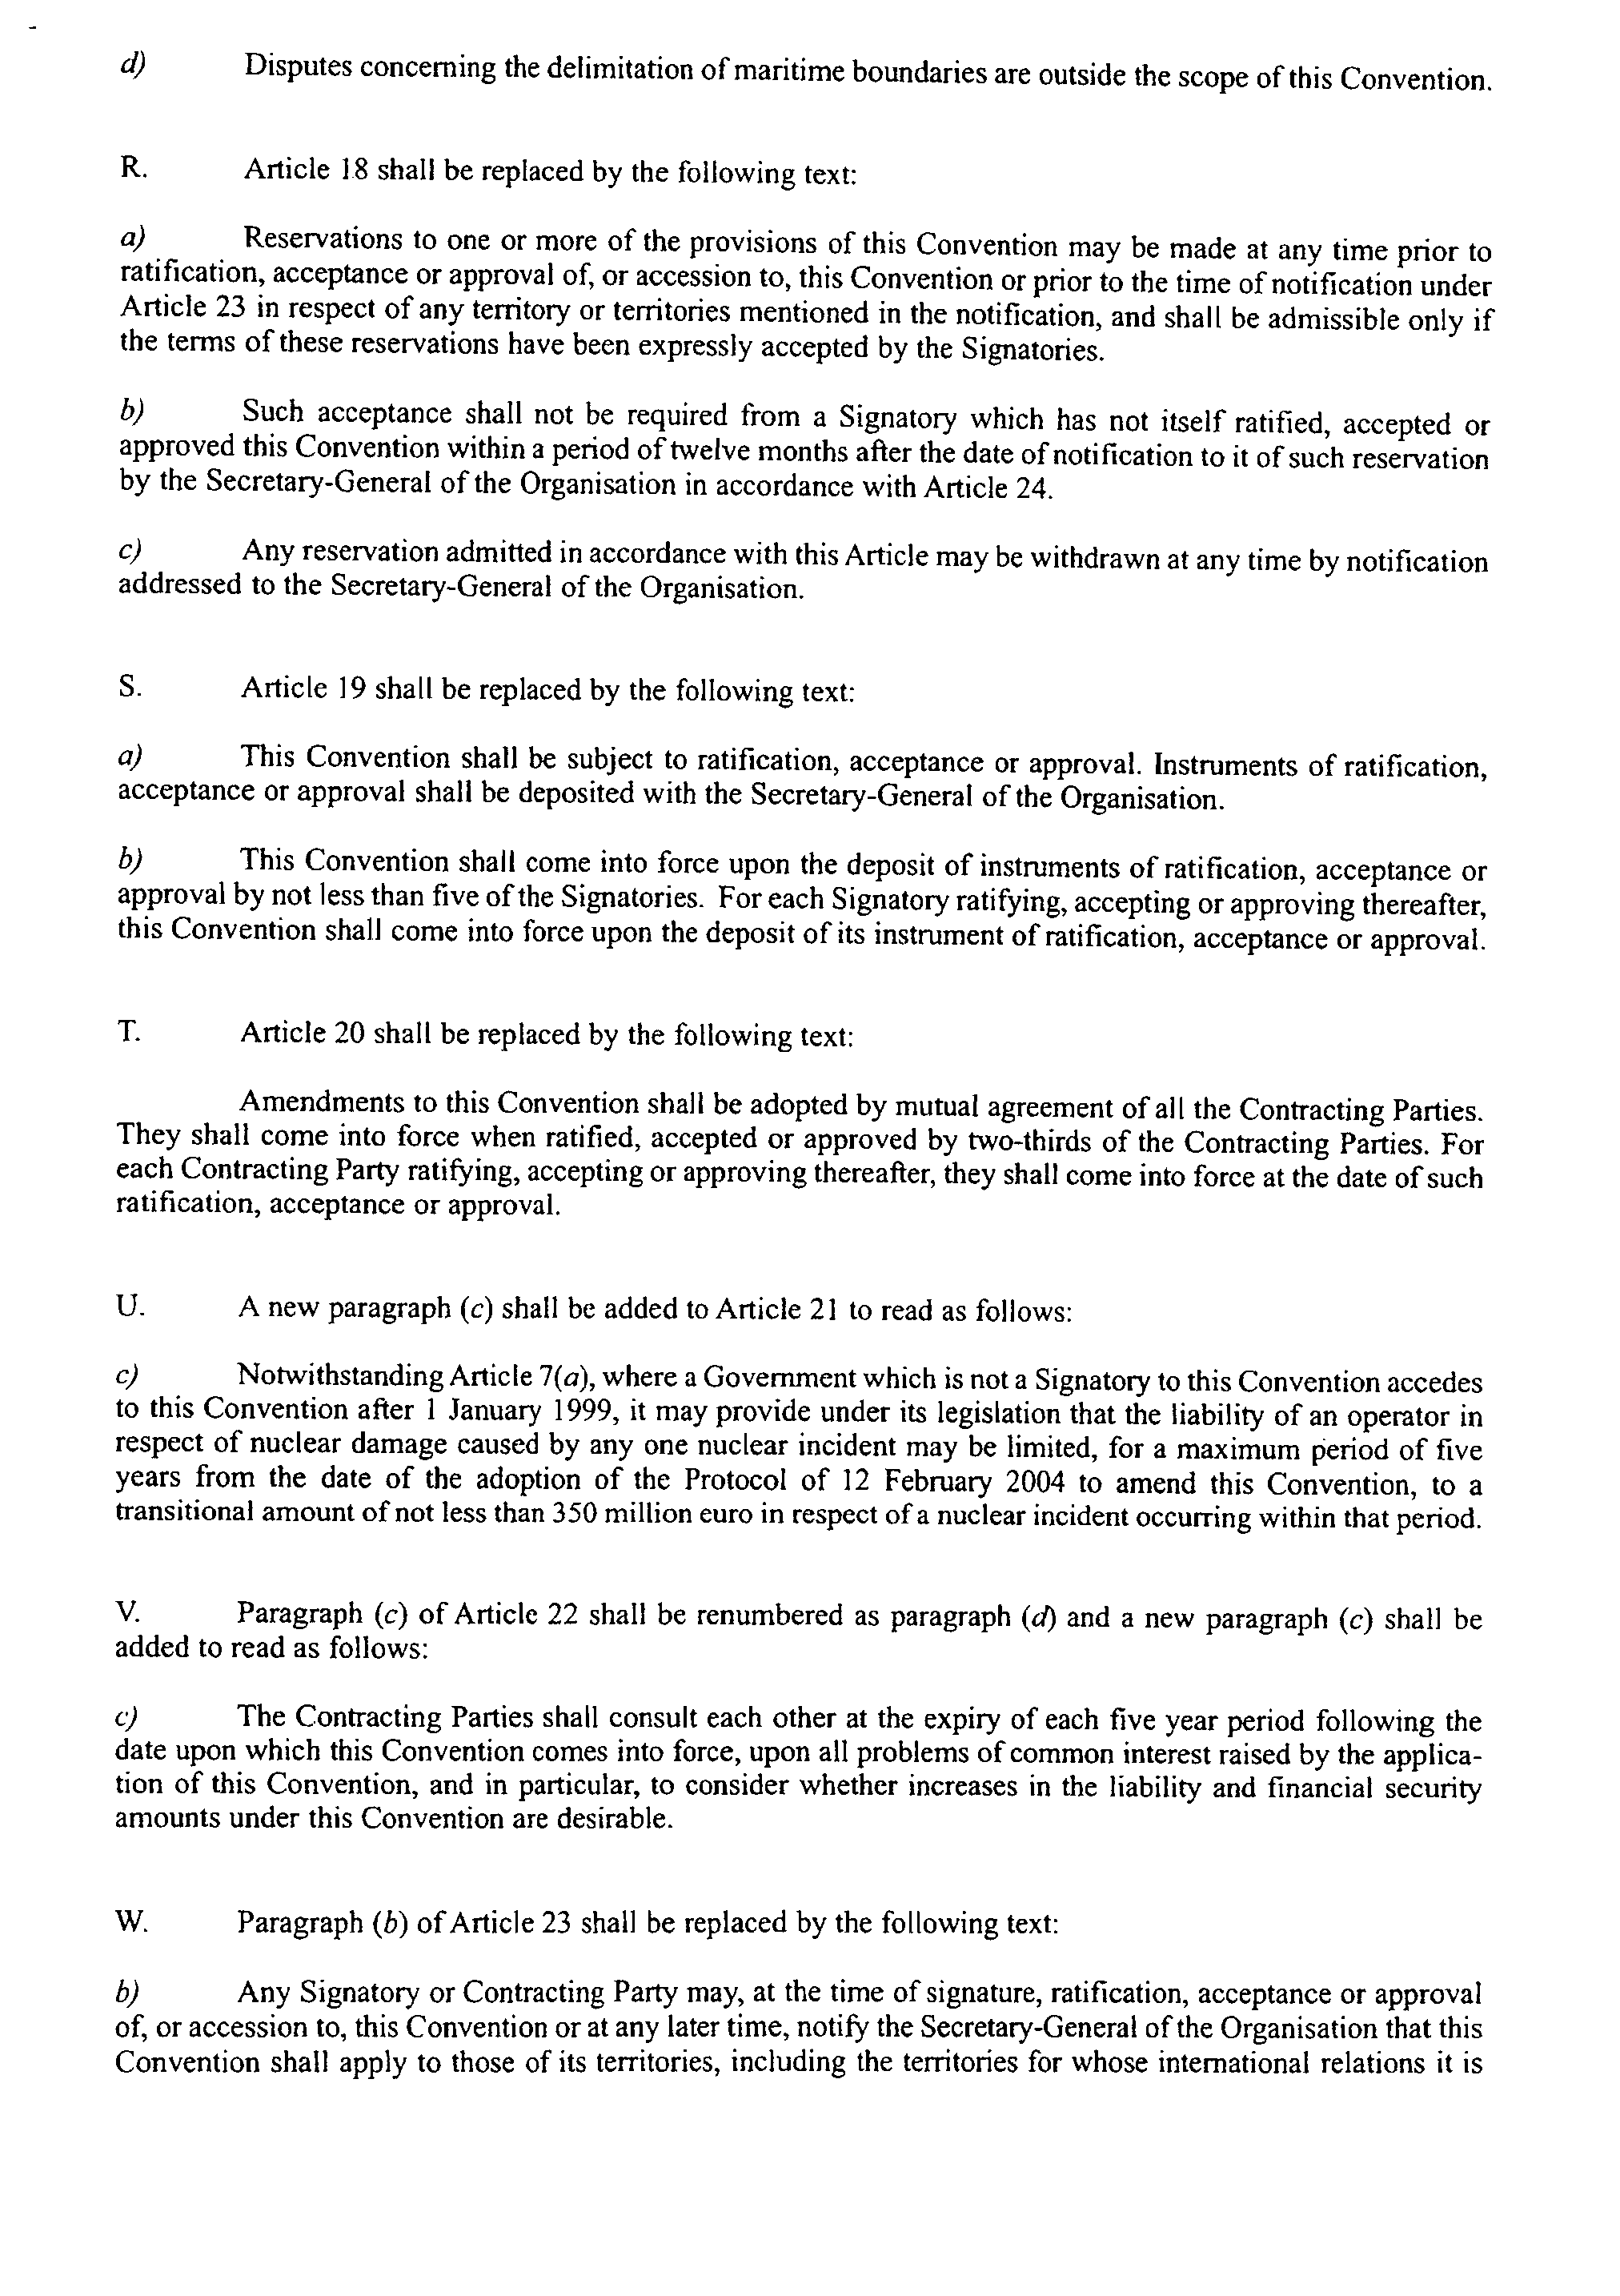 d) Disputes concerning the delimitation of maritime boundaries are outside the scope of this Convention.
R. Article 18 shall be replaced by the following text:
a) Reservations to one or more of the provisions of this Convention may be made at any time prior to
ratification, acceptance or approval of, or accession to, this Convention or prior to the time of notification under
Article 23 in respect of any territory or territories mentioned in the notification, and shall be admissible only if
the terms of these reservations have been expressly accepted by the Signatories.
b) Such acceptance shall not be required from a Signatory which has not itself ratified, accepted or
approved this Convention within a period of twelve months after the date of notification to it of such reservation
by the Secretary-General of the Organisation in accordance with Article 24.
c) Any reservation admitted in accordance with this Article may be withdrawn at any time by notification
addressed to the Secretary-General of the Organisation.
S. Article 19 shall be replaced by the following text:
a) This Convention shall be subject to ratification, acceptance or approval. Instruments of ratification,
acceptance or approval shall be deposited with the Secretary-General of the Organisation.
b) This Convention shall come into force upon the deposit of instruments of ratification, acceptance or
approval by not less than five of the Signatories. For each Signatory ratifying, accepting or approving thereafter,
this Convention shall come into force upon the deposit of its instrument of ratification, acceptance or approval.
T. Article 20 shall be replaced by the following text:
Amendments to this Convention shall be adopted by mutual agreement of all the Contracting Parties.
They shall come into force when ratified, accepted or approved by two-thirds of the Contracting Parties. For
each Contracting Party ratifying, accepting or approving thereafter, they shall come into force at the date of such
ratification, acceptance or approval.
U. A new paragraph (c) shall be added to Article 21 to read as follows:
c) Notwithstanding Article 7(a), where a Government which is not a Signatory to this Convention accedes
to this Convention after 1 January 1999, it may provide under its legislation that the liability of an operator in
respect of nuclear damage caused by any one nuclear incident may be limited, for a maximum period of five
years from the date of the adoption of the Protocol of 12 February 2004 to amend this Convention, to a
transitional amount of not less than 350 million euro in respect of a nuclear incident occurring within that period.
V. Paragraph (c) of Article 22 shall be renumbered as paragraph (d) and a new paragraph (c) shall be
added to read as follows:
c) The Contracting Parties shall consult each other at the expiry of each five year period following the
date upon which this Convention comes into force, upon all problems of common interest raised by the applica-
tion of this Convention, and in particular, to consider whether increases in the liability and financial security
amounts under this Convention are desirable.
W. Paragraph (b) of Article 23 shall be replaced by the following text:
b) Any Signatory or Contracting Party may, at the time of signature, ratification, acceptance or approval
of, or accession to, this Convention or at any later time, notify the Secretary-General of the Organisation that this
Convention shall apply to those of its territories, including the territories for whose international relations it is